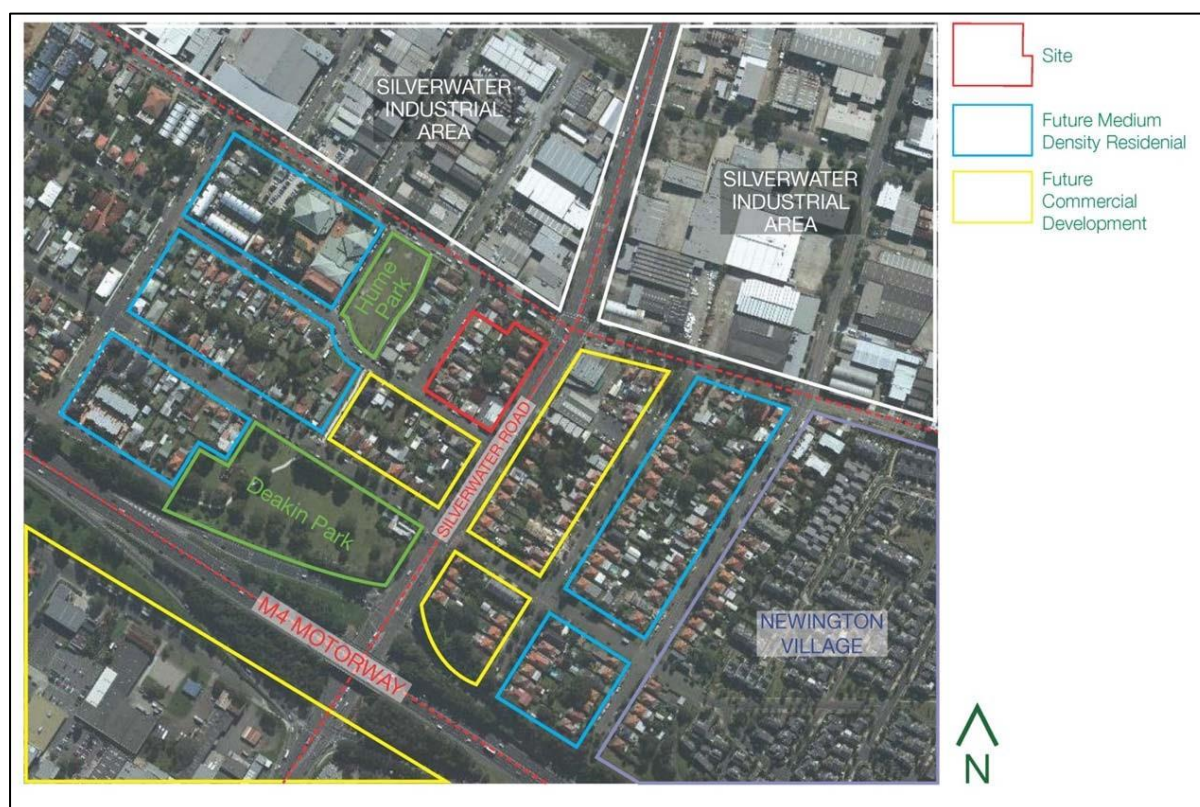 SILVERWATER
INDUSTRIAL
AREA
SILVERWATER
INDUSTRIAL
AREA
Hume
Park
SILVERWATER ROAD
Deakin Park
M4 MOTORWAY
NEWINGTON
VILLAGE
Site
Future Medium
Density Residenial
Future
Commercial
Development
N